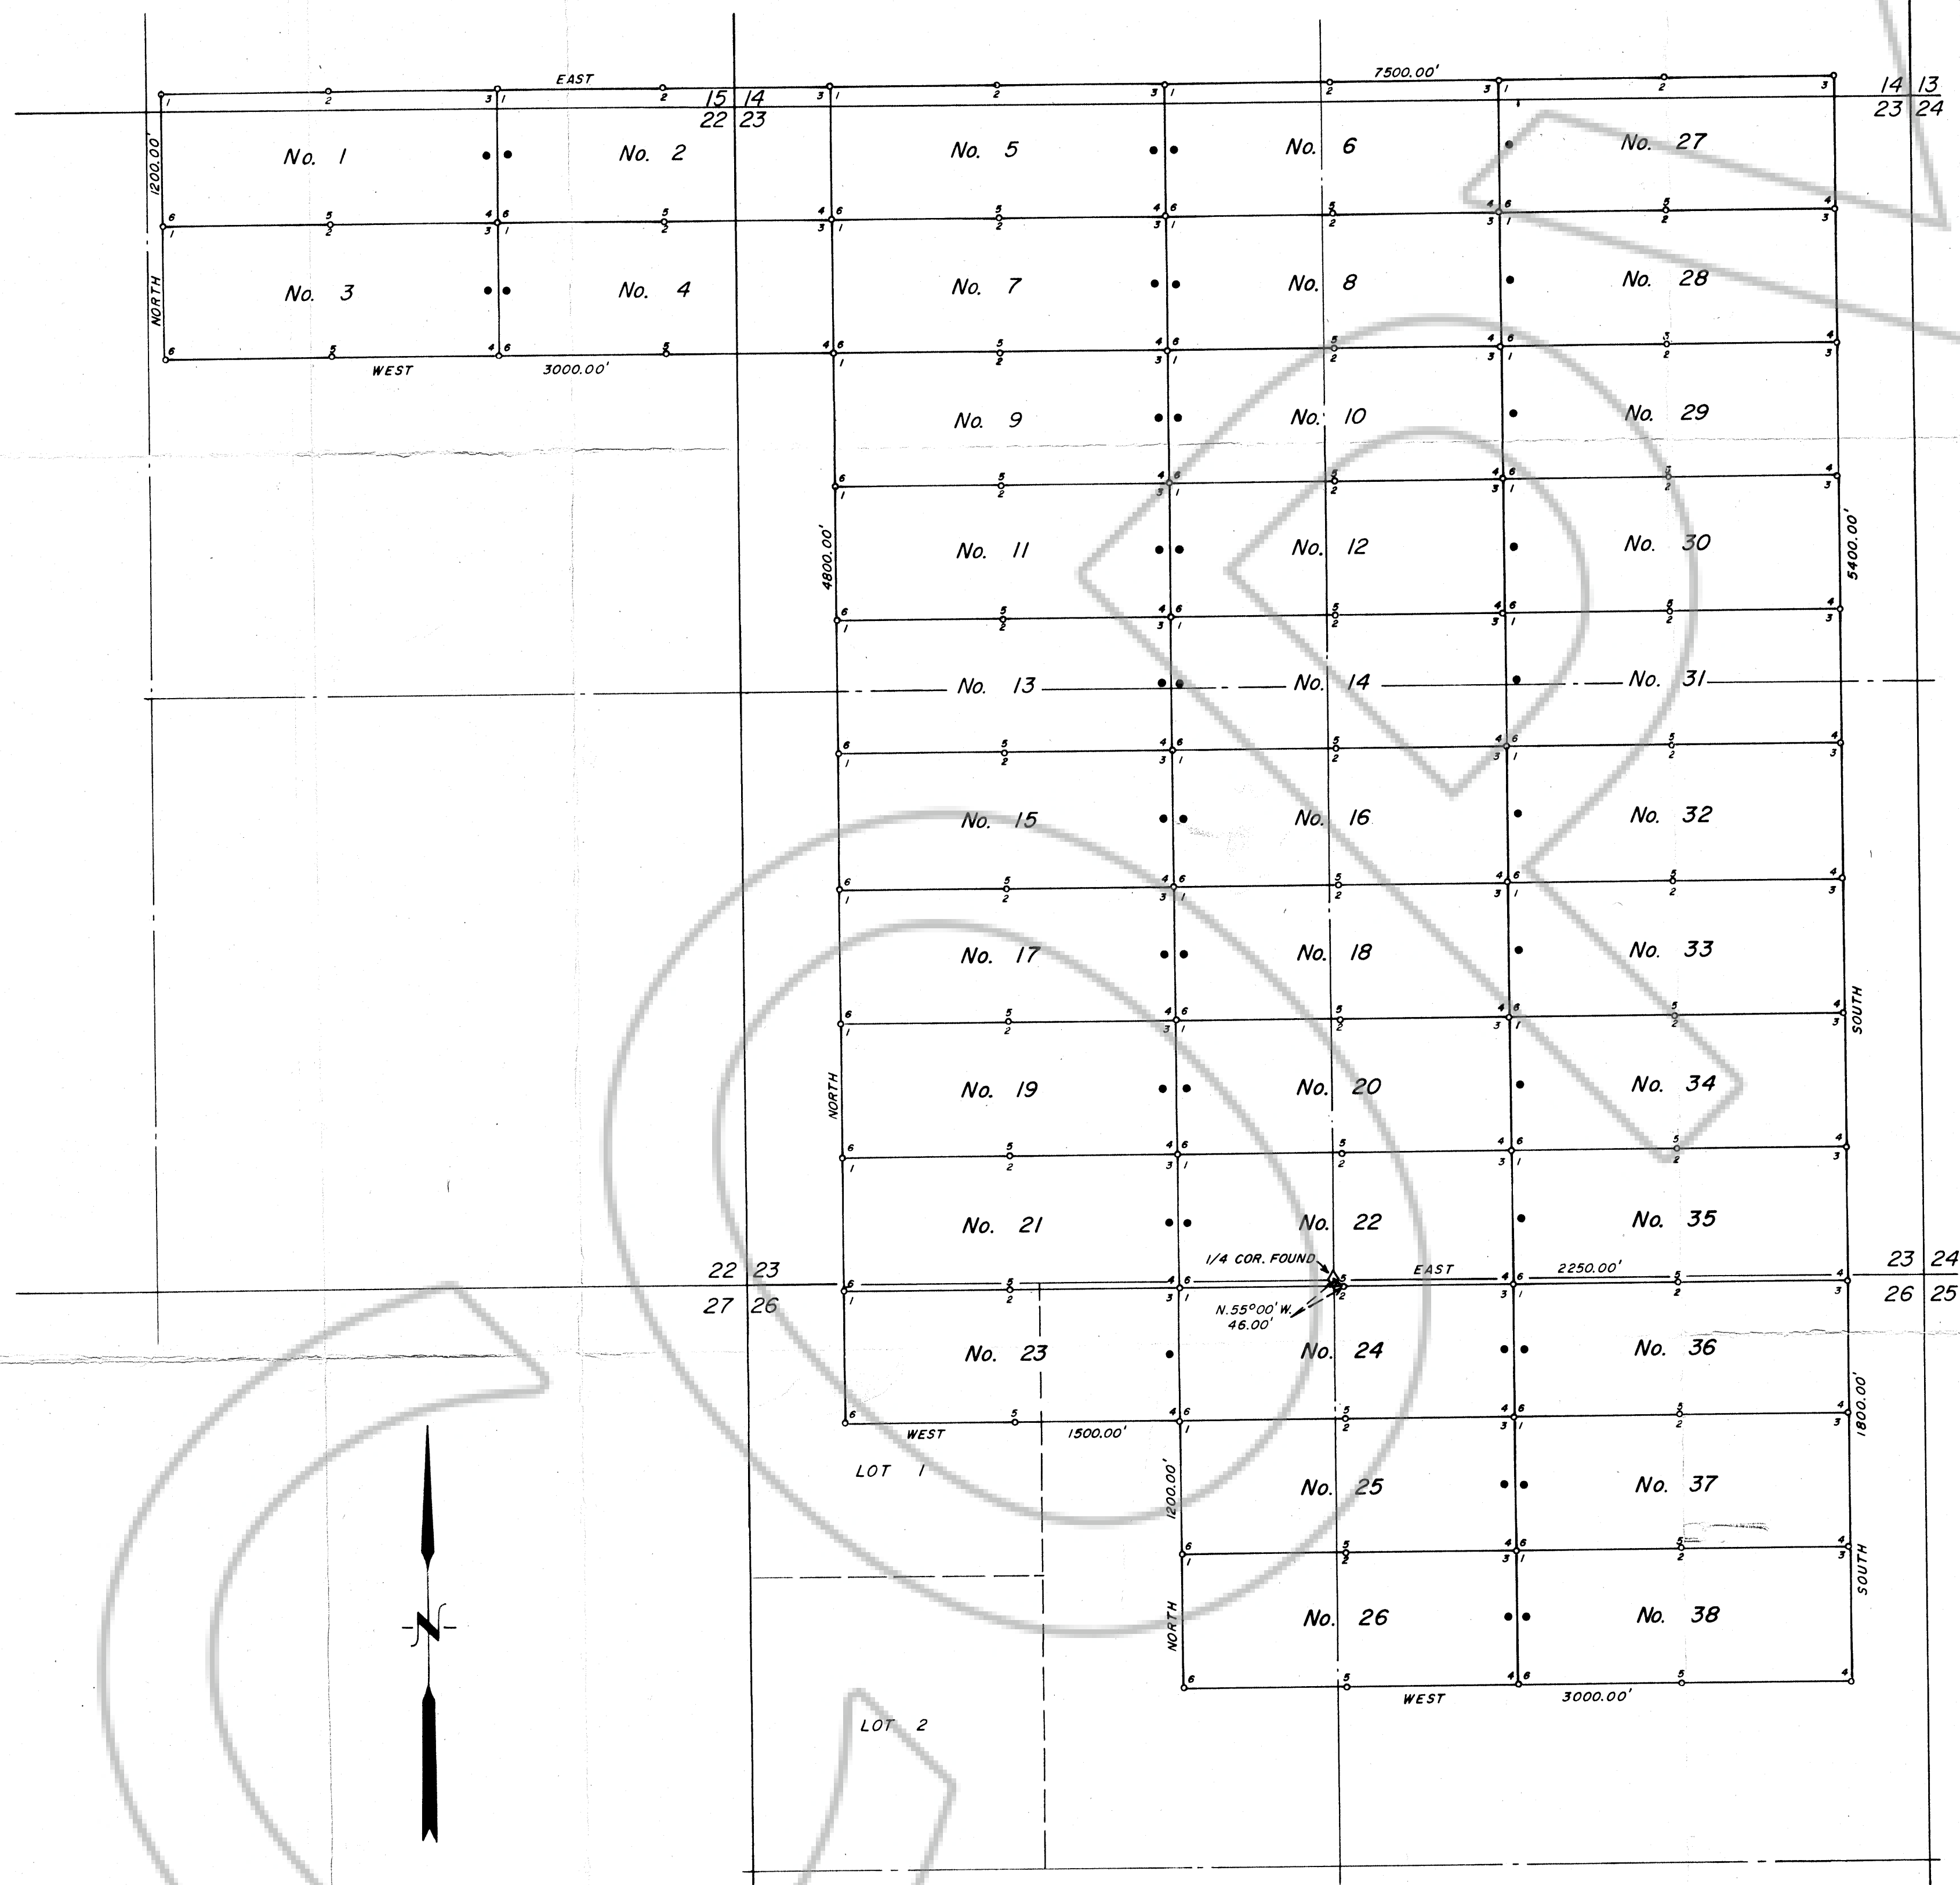 EAST 7500.00'
15 14 14 13
22 23 23 24
1200.00'
No. 1 No. 2 No. 5 No. 6 No. 27
NORTH
No. 3 No. 4 No. 7 No. 8 No. 28
WEST 3000.00'
No. 9 No. 10 No. 29
4800.00' 5400.00'
No. 11 No. 12 No. 30
No. 13 No. 14 No. 31
No. 15 No. 16 No. 32
No. 17 No. 18 No. 33
SOUTH
NORTH
No. 19 No. 20 No. 34
No. 21 No. 22 No. 35
1/4 COR. FOUND
EAST 2250.00'
22 23 23 24
27 26 26 25
N. 55°00' W.
46.00'
No. 23 No. 24 No. 36
WEST 1500.00'
1800.00'
LOT 1
1200.00'
No. 25 No. 37
SOUTH
NORTH
No. 26 No. 38
WEST 3000.00'
LOT 2
N